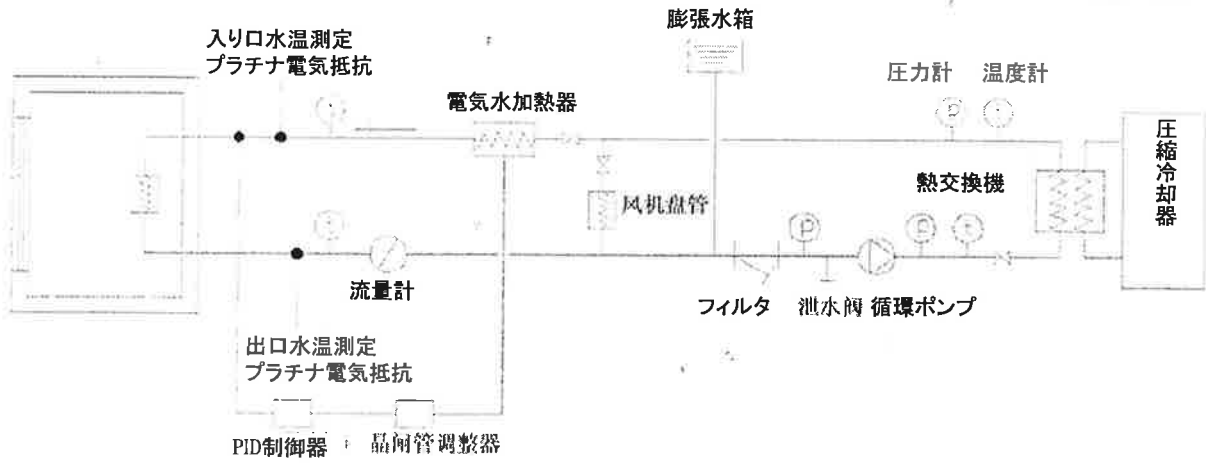 膨張水箱
入り口水温測定
プラチナ電気抵抗
圧力計
温度計
電気水加熱器
圧縮冷却器
熱交換機
风机盘管
P
P
P
流量計
フィルタ
泄水阀
循環ポンプ
出口水温測定
プラチナ電気抵抗
PID制御器
晶闸管调整器